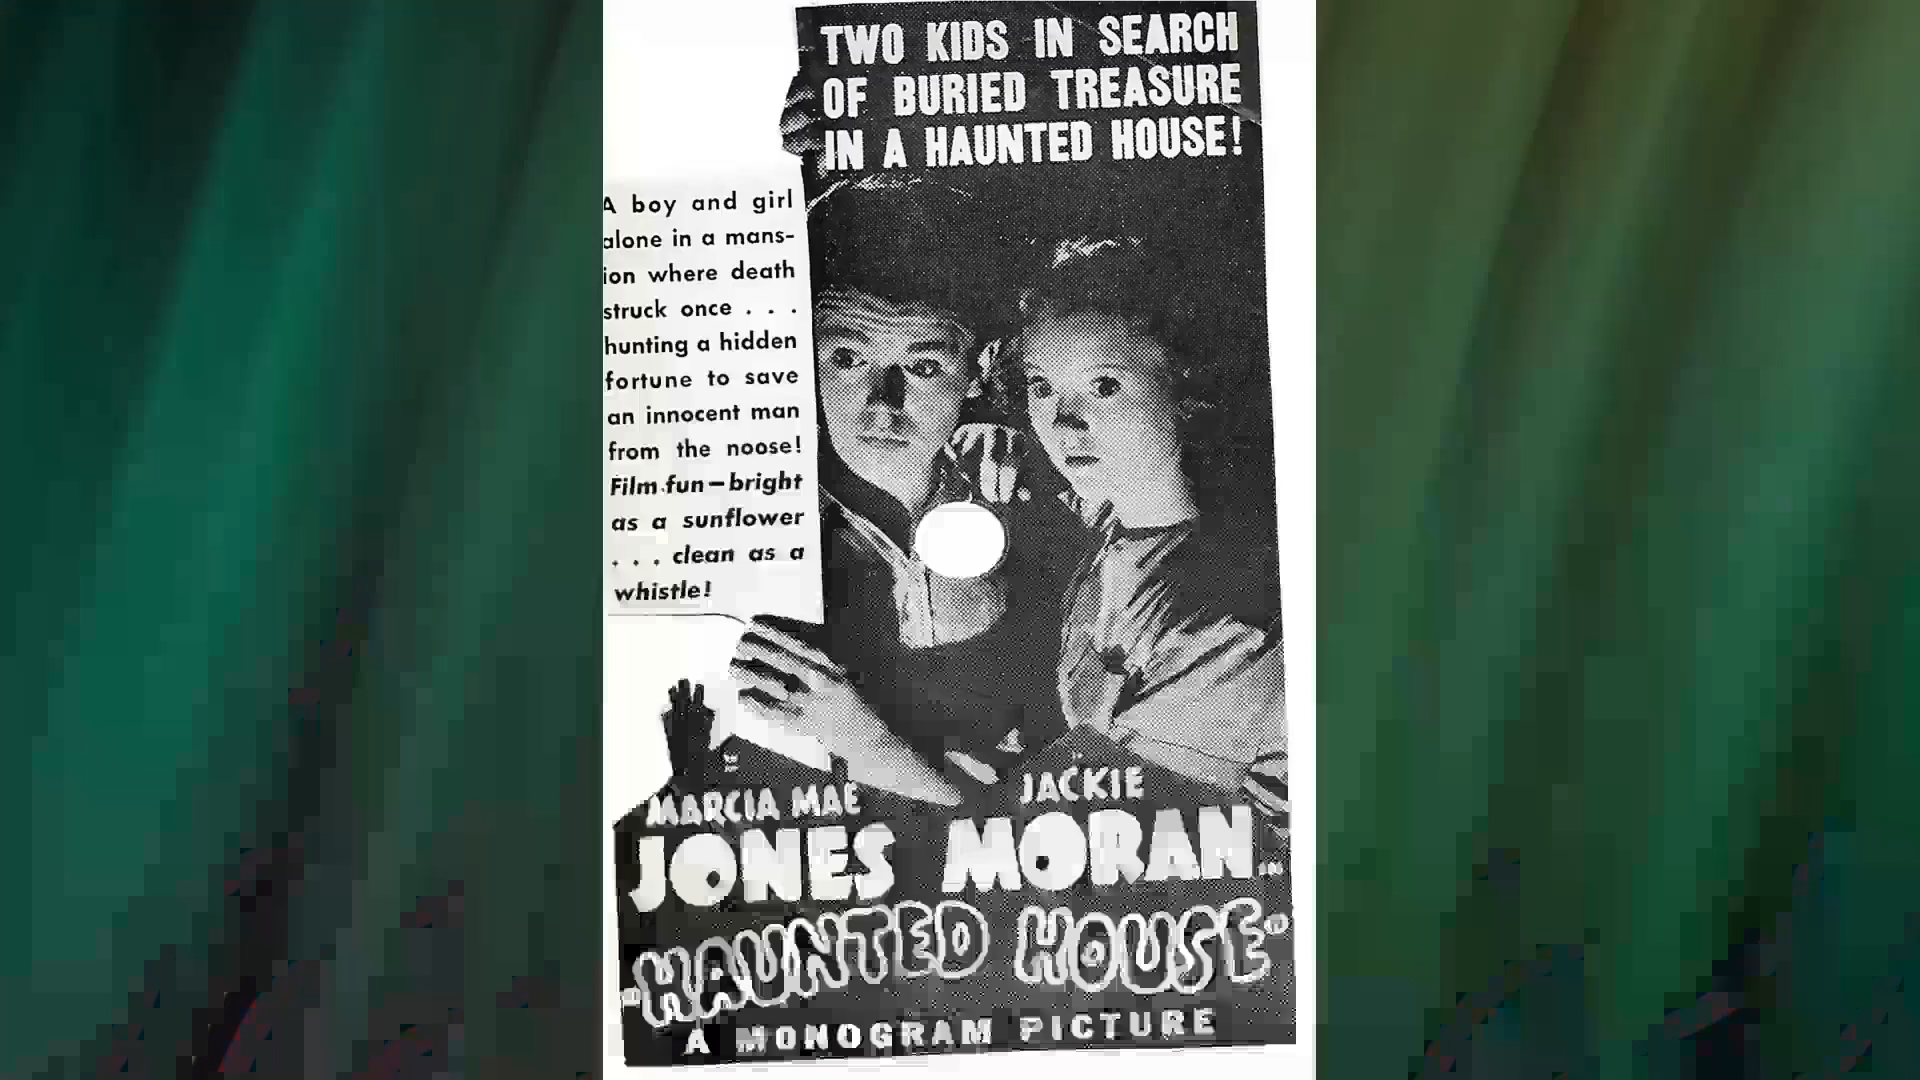 TWO KIDS IN SEARCH
OF BURIED TREASURE
IN A HAUNTED HOUSE!
A boy and girl
alone in a mans-
ion where death
struck once . . .
hunting a hidden
fortune to save
an innocent man
from the noose!
Film fun—bright
as a sunflower
. . . clean as a
whistle!
MARCIA MAE
JONES
JACKIE
MORAN...
"HAUNTED HOUSE"
A MONOGRAM PICTURE